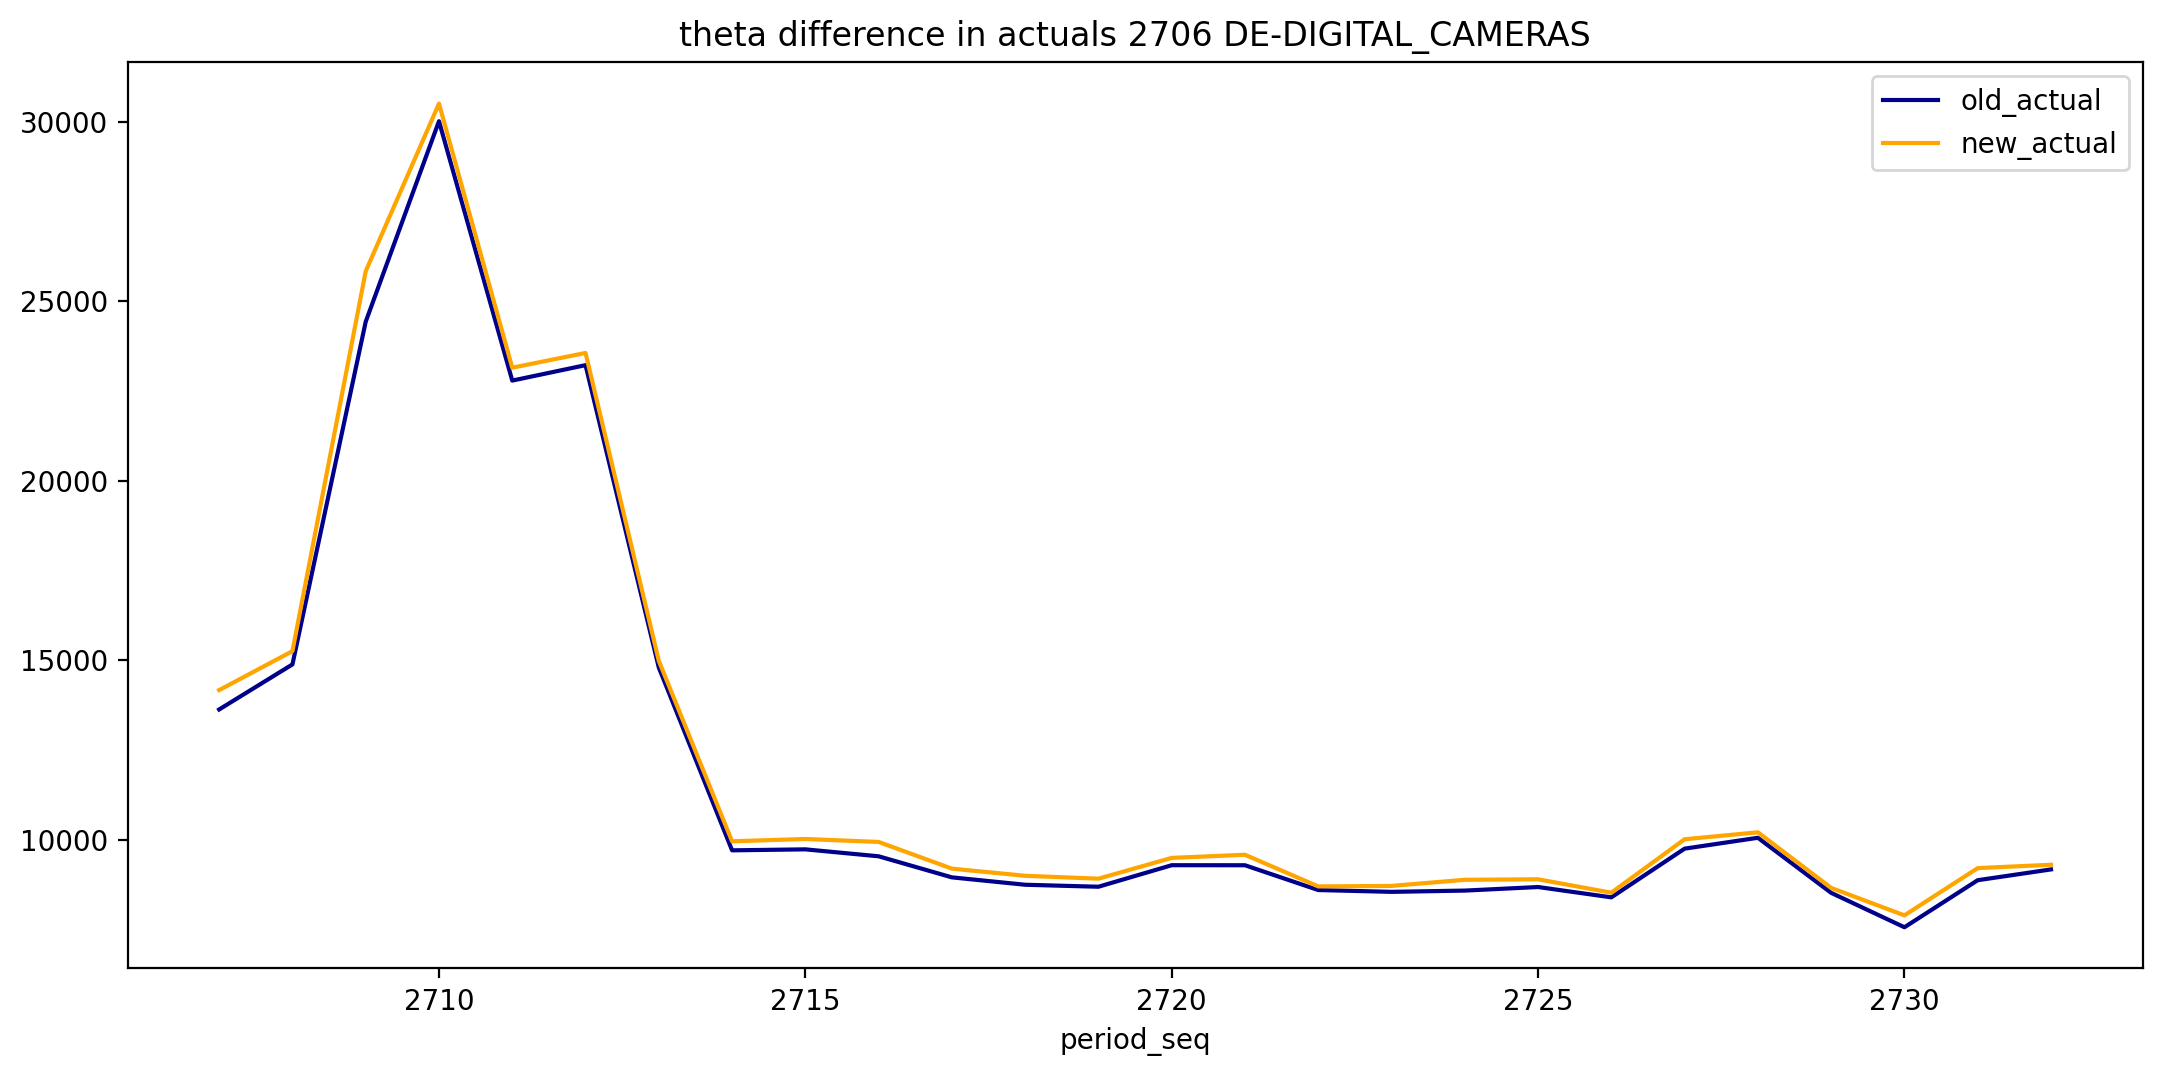 theta difference in actuals 2706 DE-DIGITAL_CAMERAS
old_actual
new_actual
30000
25000
20000
15000
10000
2710 2715 2720 2725 2730
period_seq